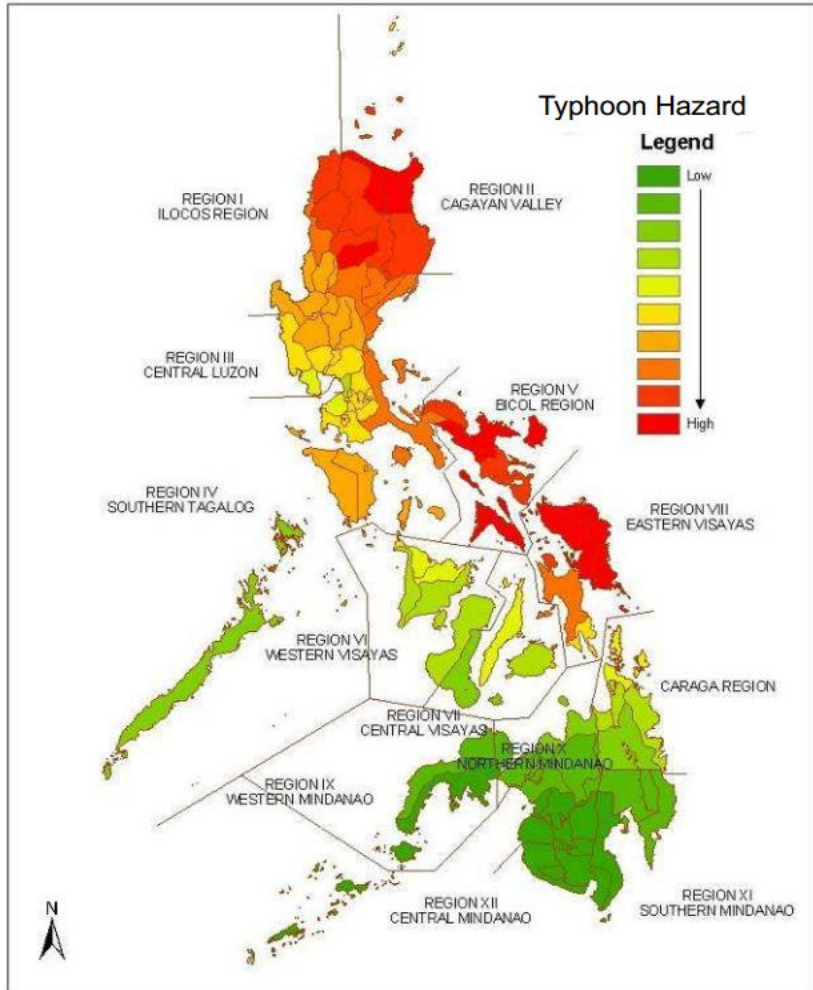 Typhoon Hazard
Legend
Low
High
REGION I
ILOCOS REGION
REGION II
CAGAYAN VALLEY
REGION III
CENTRAL LUZON
REGION V
BICOL REGION
REGION IV
SOUTHERN TAGALOG
REGION VIII
EASTERN VISAYAS
REGION VI
WESTERN VISAYAS
CARAGA REGION
REGION VII
CENTRAL VISAYAS
REGION X
NORTHERN MINDANAO
REGION IX
WESTERN MINDANAO
REGION XII
CENTRAL MINDANAO
REGION XI
SOUTHERN MINDANAO
N